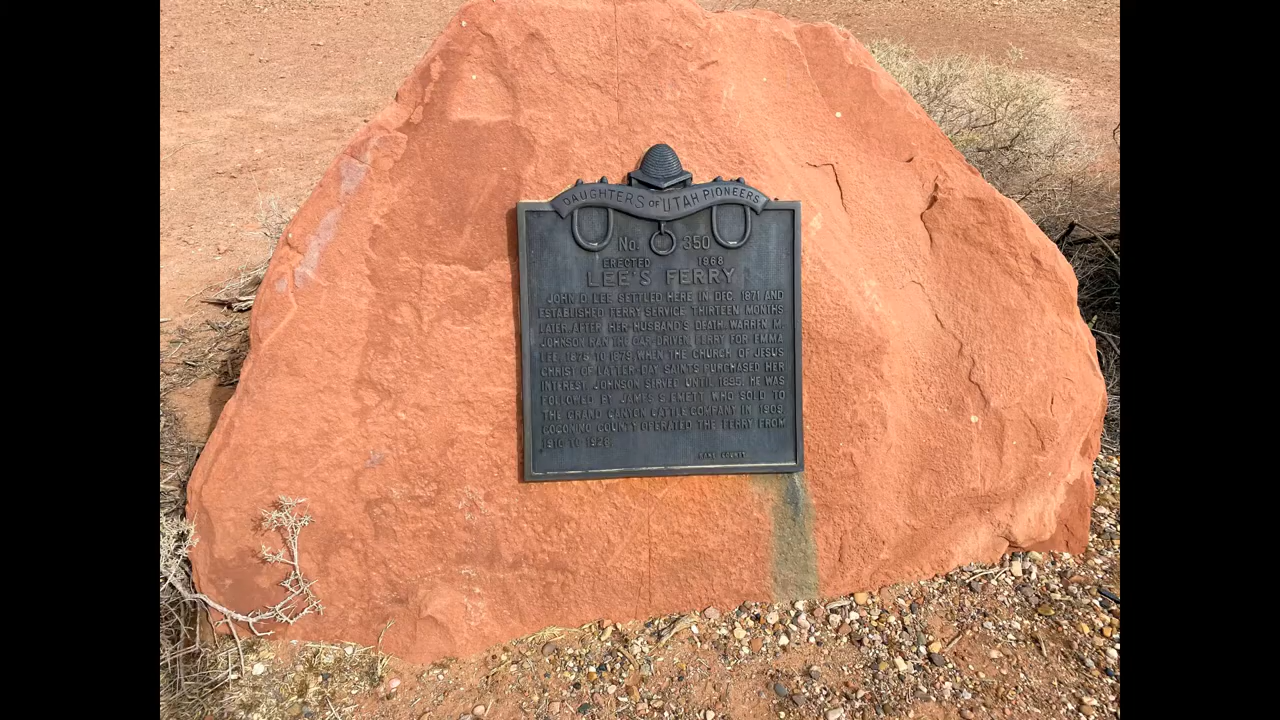 DAUGHTERS OF UTAH PIONEERS
No. 350
ERECTED 1968
LEE'S FERRY
JOHN D. LEE SETTLED HERE IN DEC. 1871 AND
ESTABLISHED FERRY SERVICE THIRTEEN MONTHS
LATER. AFTER HER HUSBAND'S DEATH, WARREN M.
JOHNSON RAN THE OAR DRIVEN FERRY FOR EMMA
LEE, 1875 TO 1879, WHEN THE CHURCH OF JESUS
CHRIST OF LATTER-DAY SAINTS PURCHASED HER
INTEREST. JOHNSON SERVED UNTIL 1895. HE WAS
FOLLOWED BY JAMES S. EMETT WHO SOLD TO
THE GRAND CANYON CATTLE COMPANY IN 1909.
COCONINO COUNTY OPERATED THE FERRY FROM
1910 TO 1928.
KANE COUNTY